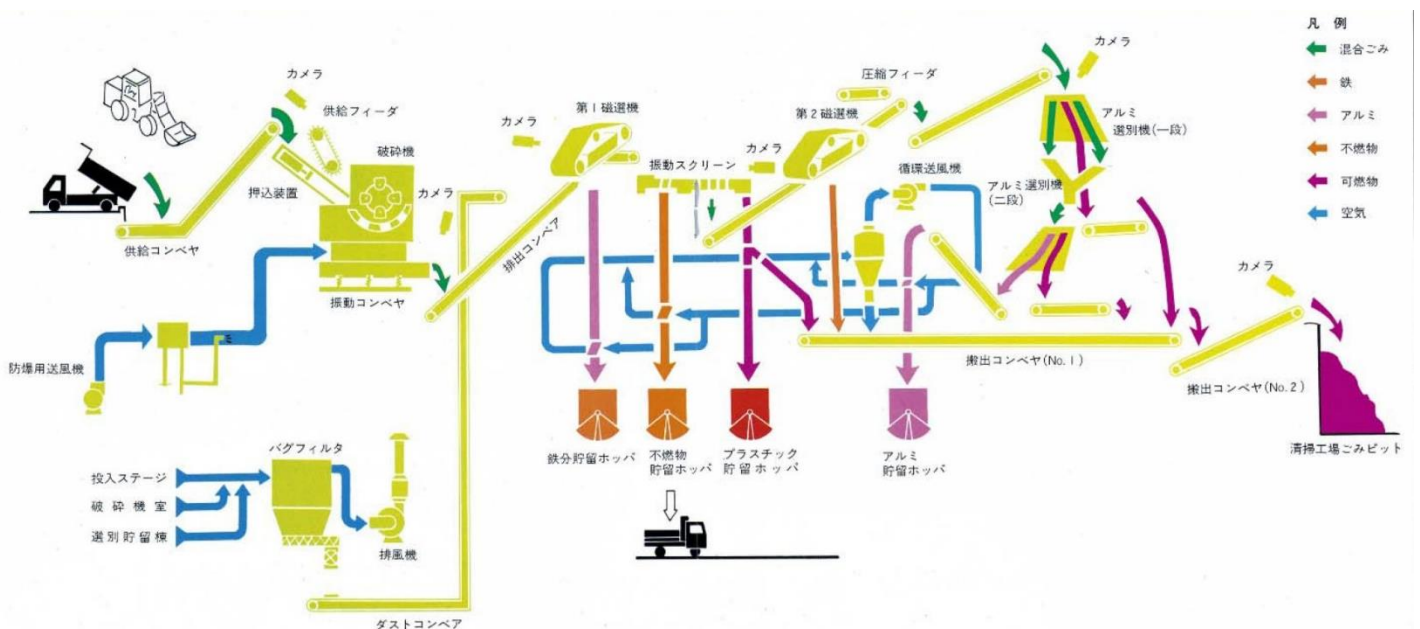 凡 例
混合ごみ
鉄
アルミ
不燃物
可燃物
空気
カメラ
供給フィーダ
破砕機
押込装置
カメラ
供給コンベヤ
振動コンベヤ
防爆用送風機
カメラ
第1磁選機
排出コンベア
振動スクリーン
カメラ
第2磁選機
圧縮フィーダ
循環送風機
カメラ
アルミ
選別機(一段)
アルミ選別機
(二段)
カメラ
搬出コンベヤ(No.1)
搬出コンベヤ(No.2)
清掃工場ごみピット
鉄分貯留ホッパ
不燃物
貯留ホッパ
プラスチック
貯留ホッパ
アルミ
貯留ホッパ
バグフィルタ
投入ステージ
破砕機室
選別貯留棟
排風機
ダストコンベア